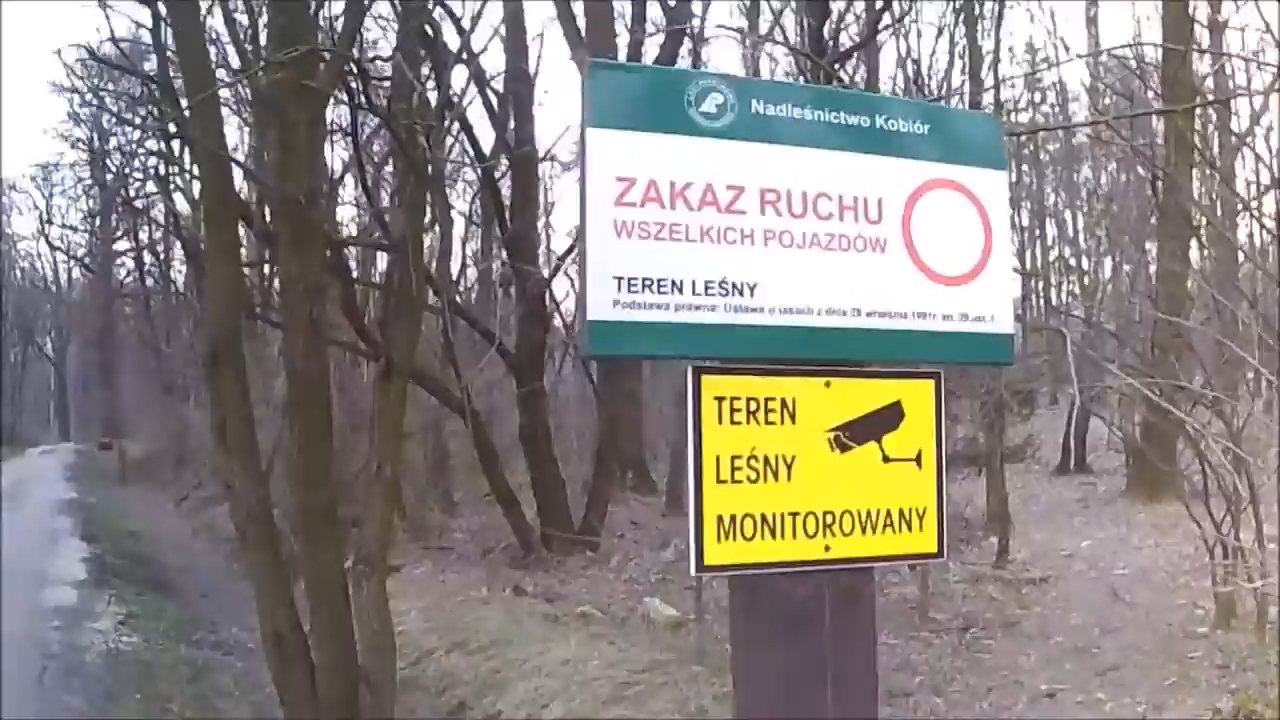 Nadleśnictwo Kobiór
ZAKAZ RUCHU
WSZELKICH POJAZDÓW
TEREN LEŚNY
Podstawa prawna: Ustawa o lasach z dnia 28 września 1991r.
TEREN
LEŚNY
MONITOROWANY